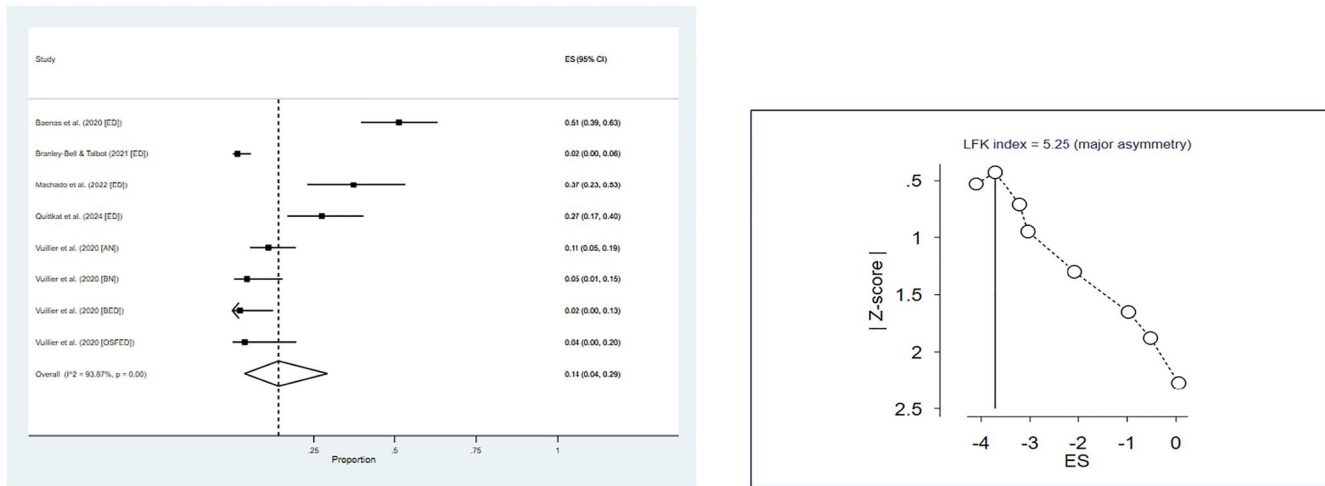 Study ES (95% CI)
Baenas et al. (2020 [ED]) 0.51 (0.39, 0.63)
Branley-Bell & Talbot (2021 [ED]) 0.02 (0.00, 0.06)
Machado et al. (2022 [ED]) 0.37 (0.23, 0.53)
Quittkat et al. (2024 [ED]) 0.27 (0.17, 0.40)
Vuillier et al. (2020 [AN]) 0.11 (0.05, 0.19)
Vuillier et al. (2020 [BN]) 0.05 (0.01, 0.15)
Vuillier et al. (2020 [BED]) 0.02 (0.00, 0.13)
Vuillier et al. (2020 [OSFED]) 0.04 (0.00, 0.20)
Overall (I^2 = 93.87%, p = 0.00) 0.14 (0.04, 0.29)
.25 .5 .75 1
Proportion
LFK index = 5.25 (major asymmetry)
| Z-score |
.5
1
1.5
2
2.5
-4 -3 -2 -1 0
ES